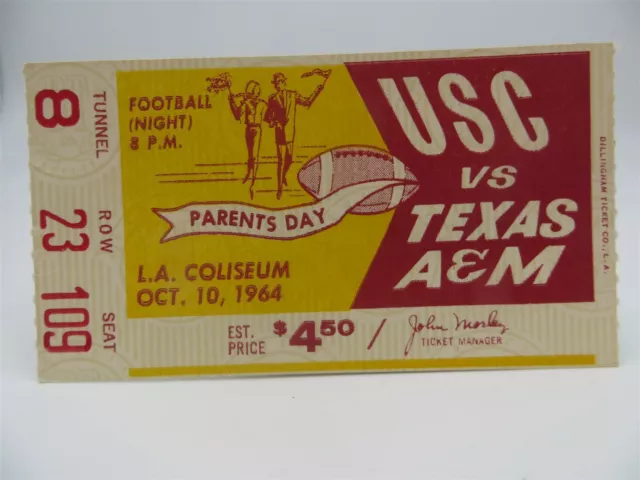 TUNNEL
8
ROW
23
SEAT
109
FOOTBALL
(NIGHT)
8 P.M.
PARENTS DAY
L.A. COLISEUM
OCT. 10, 1964
USC
VS
TEXAS
A&M
EST.
PRICE
$4.50 /
John Morley
TICKET MANAGER
DILLINGHAM TICKET CO., L.A.